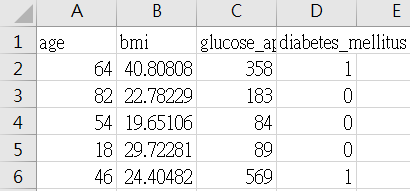 A B C D E
1 age bmi glucose_ap diabetes_mellitus
2 64 40.80808 358 1
3 82 22.78229 183 0
4 54 19.65106 84 0
5 18 29.72281 89 0
6 46 24.40482 569 1